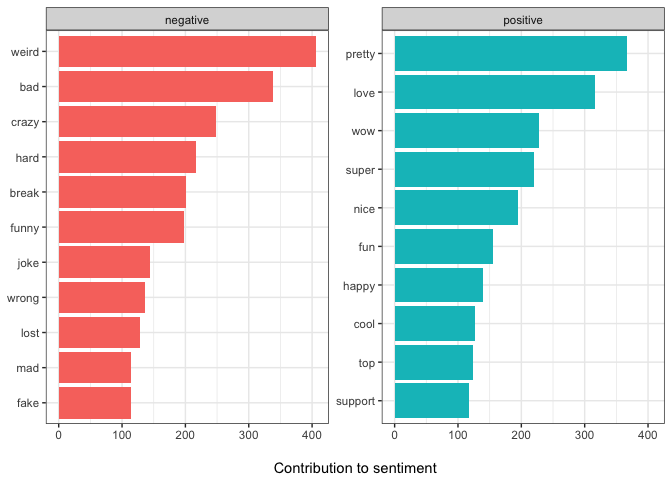 negative
weird
bad
crazy
hard
break
funny
joke
wrong
lost
mad
fake
0 100 200 300 400
positive
pretty
love
wow
super
nice
fun
happy
cool
top
support
0 100 200 300 400
Contribution to sentiment